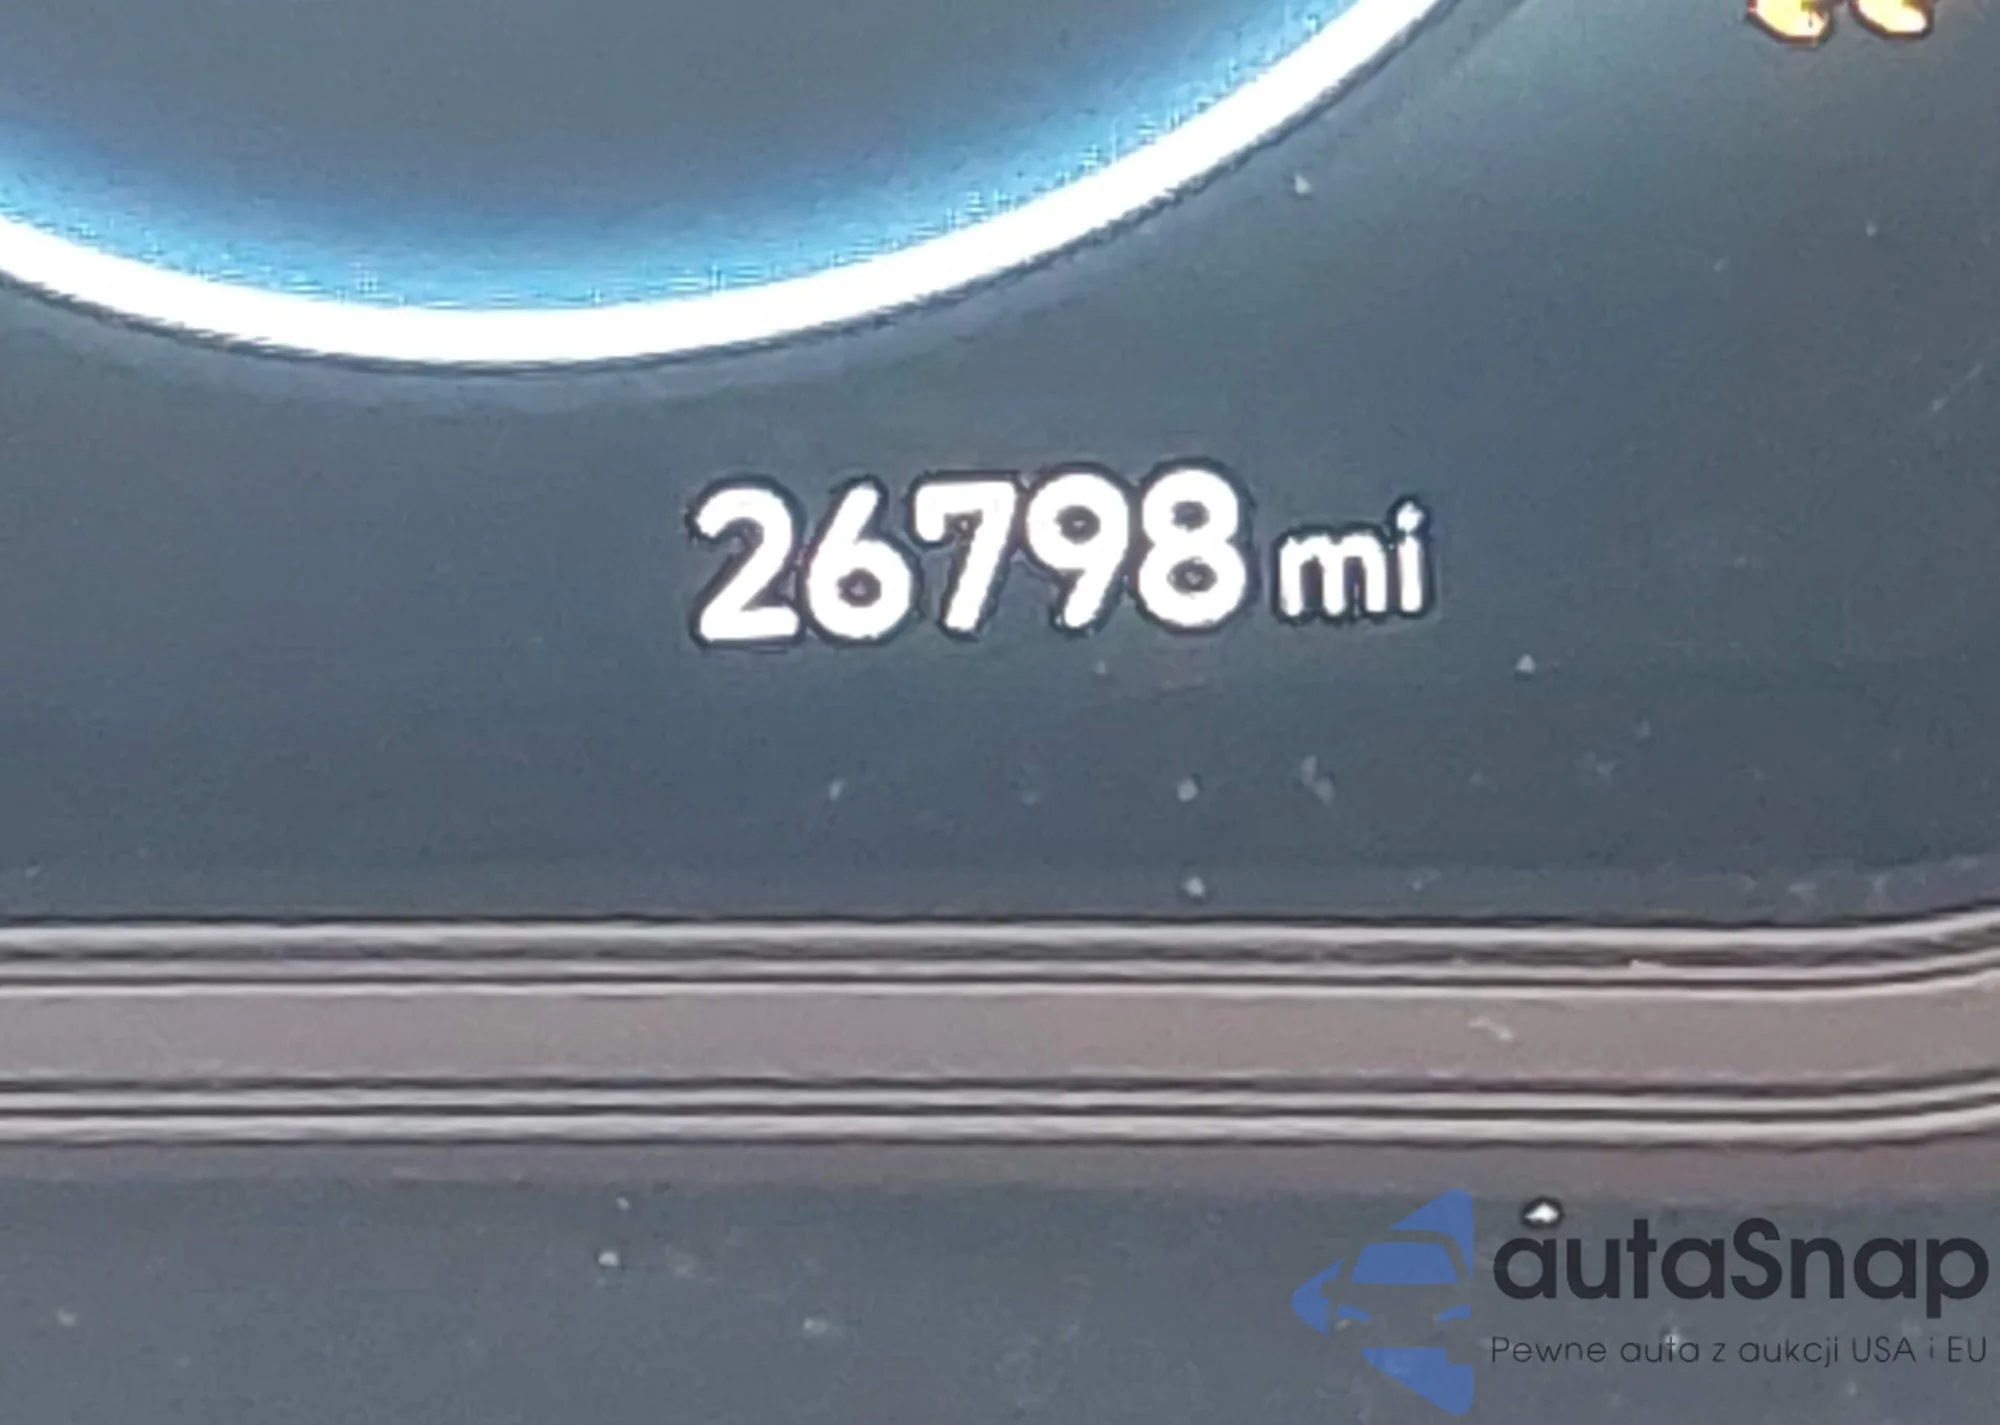 26798 mi
autaSnap
Pewne auta z aukcji USA i EU